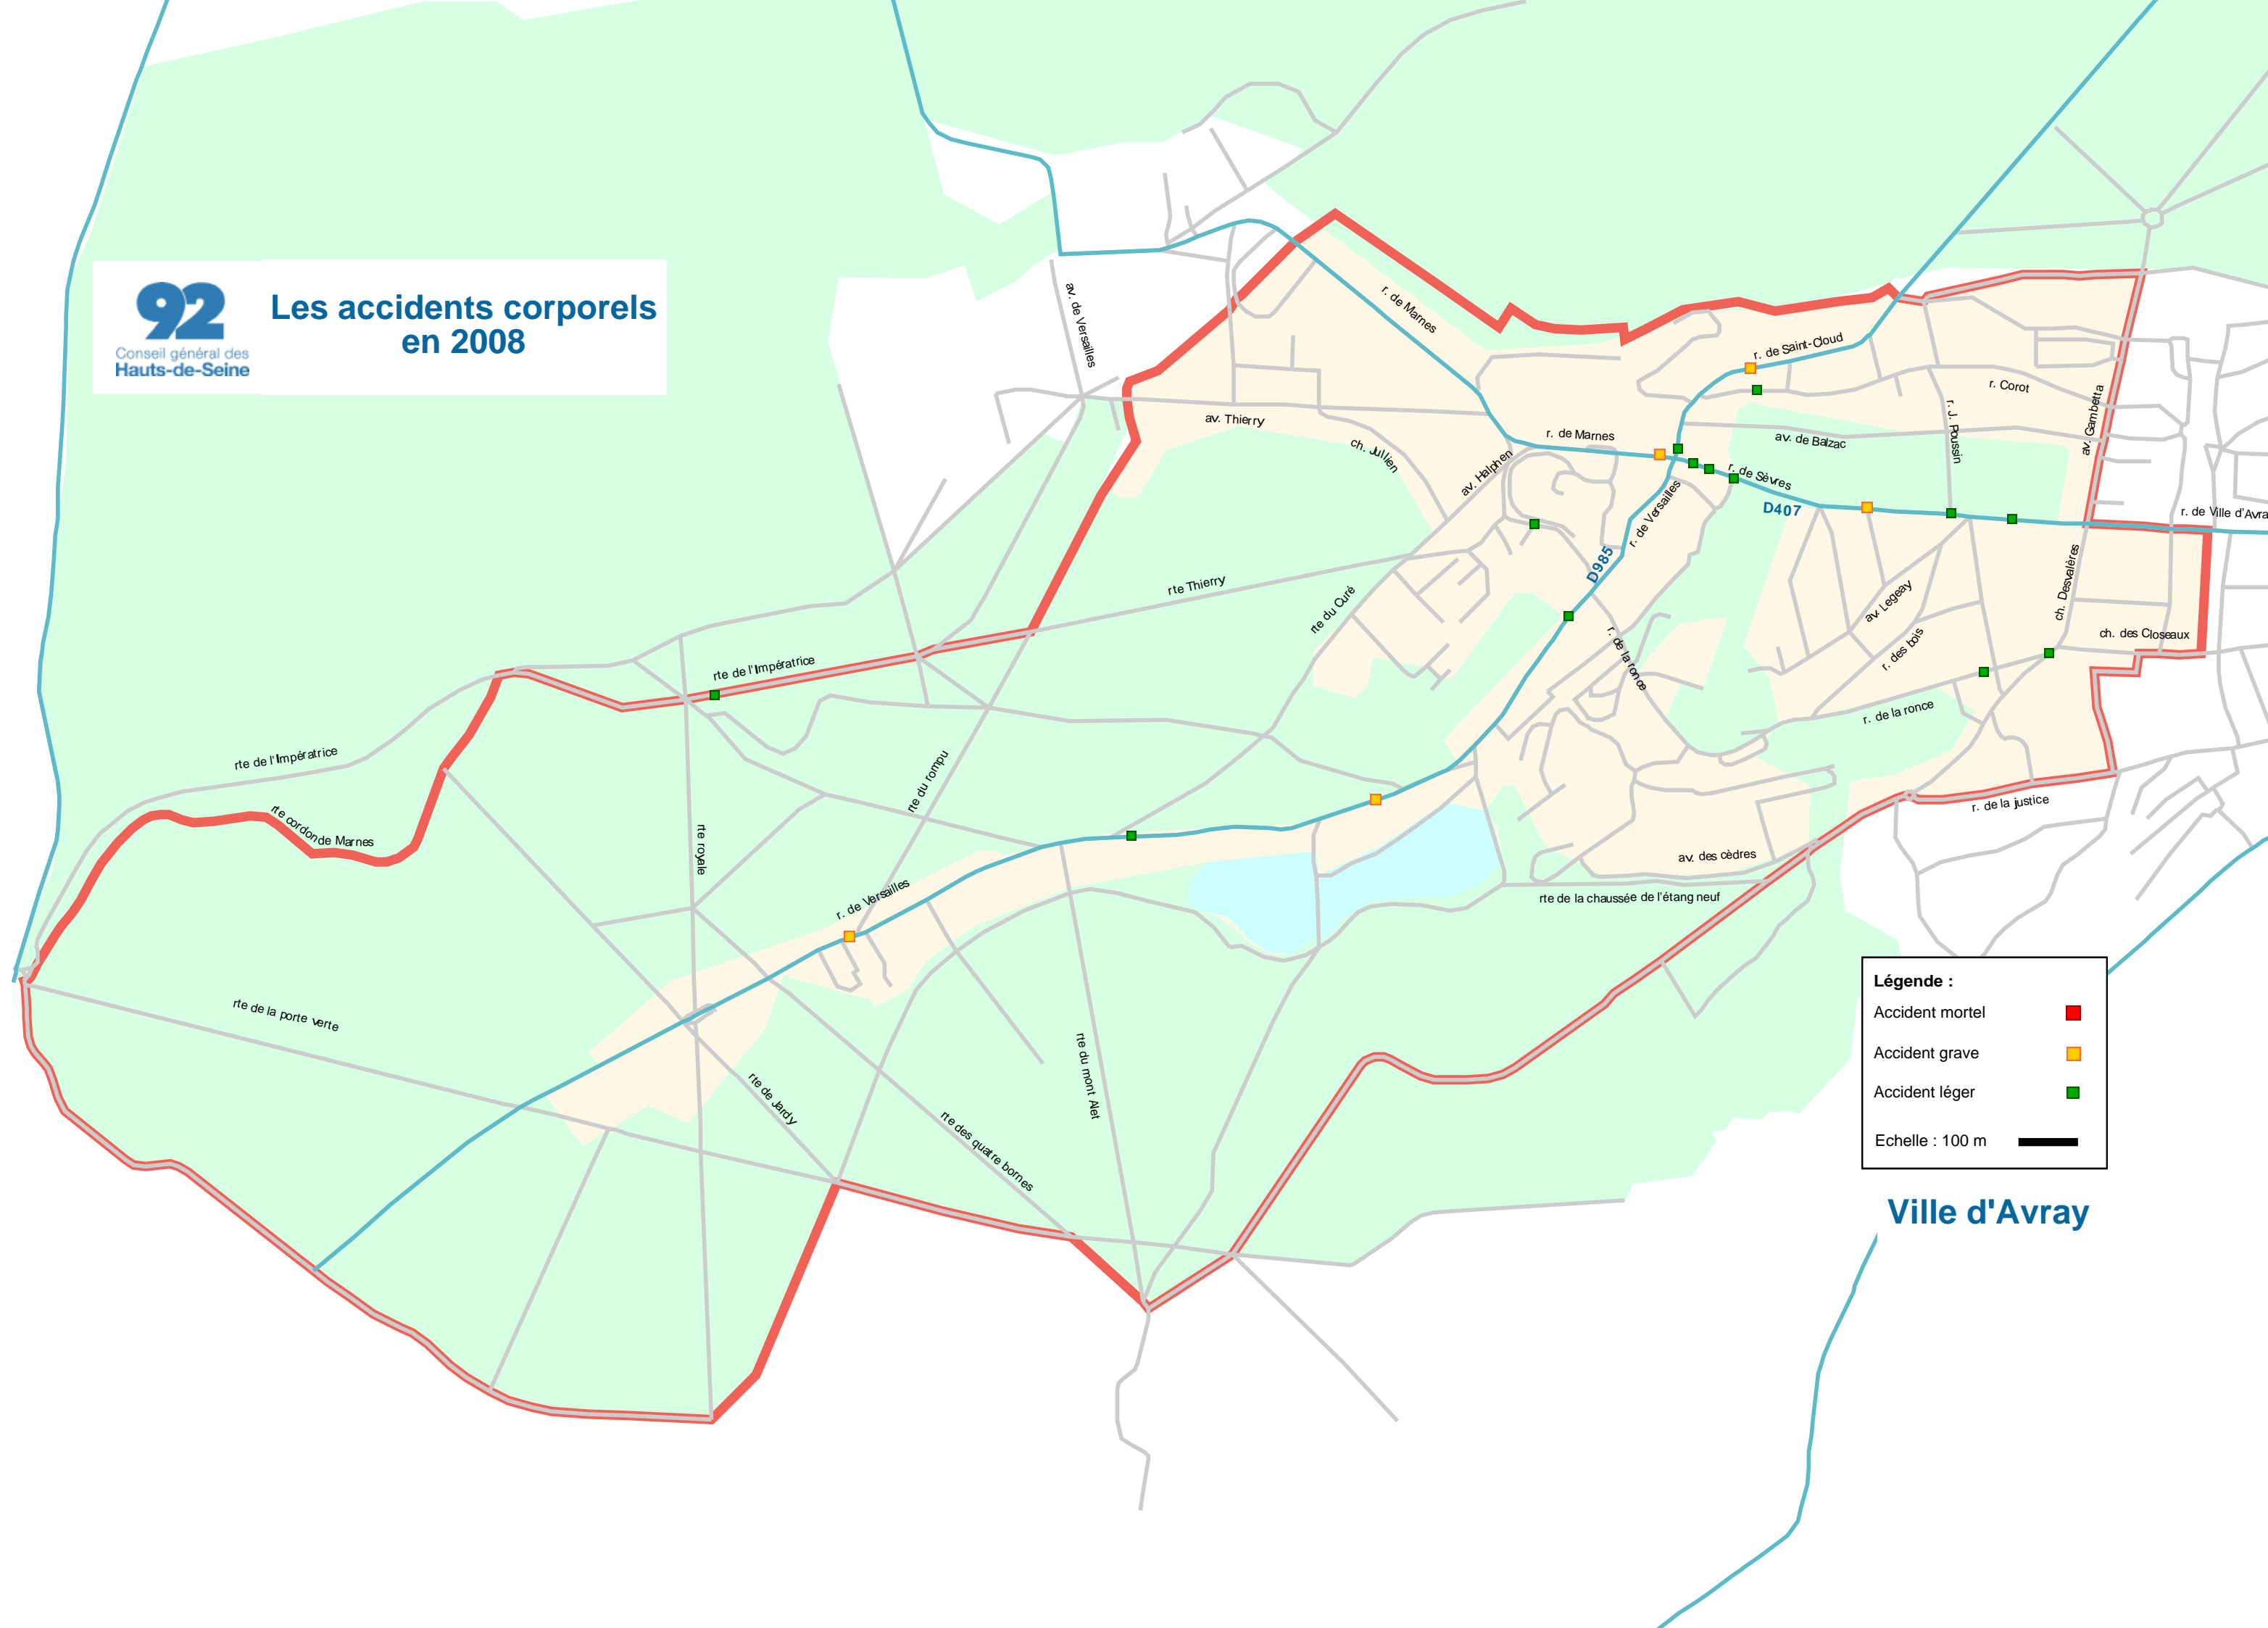 92
Conseil général des
Hauts-de-Seine
Les accidents corporels
en 2008
av. de Versailles
r. de Marnes
r. de Saint-Cloud
r. Corot
av. Gambetta
r. J. Poussin
av. Thierry
ch. Jullien
av. Halphen
r. de Marnes
av. de Balzac
r. de Sèvres
r. de Versailles
D407
r. de Ville d'Avra
D985
rte Thierry
rte du Curé
av. Legeay
ch. Desvalères
r. des bois
ch. des Closeaux
r. de la ronce
rte de l'Impératrice
r. de la ronce
rte de l'Impératrice
rte du rompu
rte cordon de Marnes
rte royale
r. de la justice
av. des cèdres
r. de Versailles
rte de la chaussée de l'étang neuf
rte de la porte verte
rte de Jardy
rte du mont Alet
rte des quatre bornes
Légende :
Accident mortel
Accident grave
Accident léger
Echelle : 100 m
Ville d'Avray